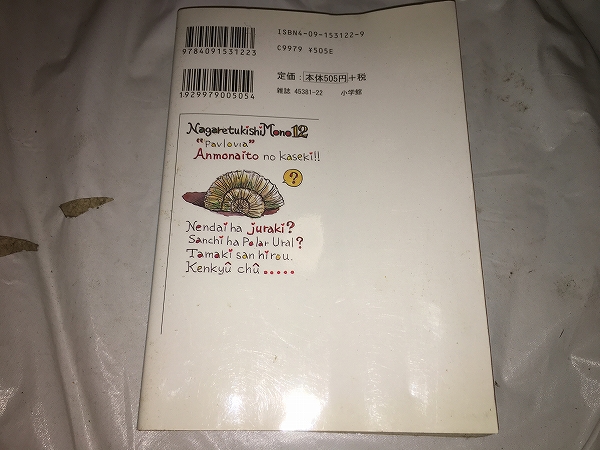 ISBN4-09-153122-9
C9979 ¥505E
9784091531223
1929979005054
定価：本体505円＋税
雑誌 45381-22 小学館
NagaretukishiMono12
"Pavlovia"
Anmonaito no kaseki!!
?
Nendai ha juraki?
Sanchi ha Polar Ural?
Tamaki san hirou.
Kenkyû chû.....